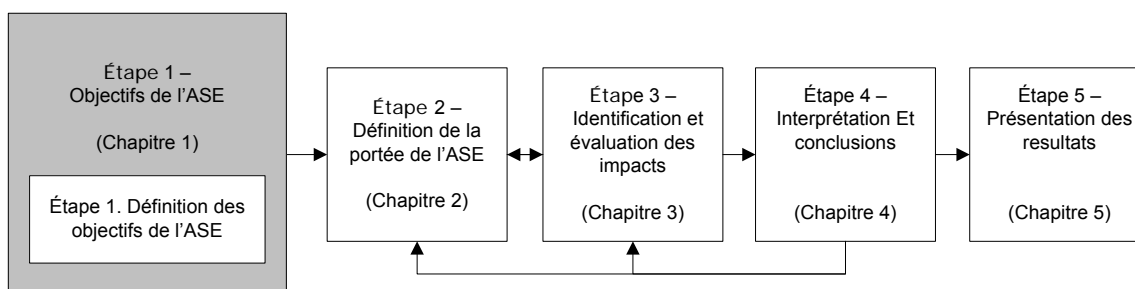 Étape 1 –
Objectifs de l'ASE
(Chapitre 1)
Étape 1. Définition des
objectifs de l'ASE
Étape 2 –
Définition de la
portée de l'ASE
(Chapitre 2)
Étape 3 –
Identification et
évaluation des
impacts
(Chapitre 3)
Étape 4 –
Interprétation Et
conclusions
(Chapitre 4)
Étape 5 –
Présentation des
resultats
(Chapitre 5)